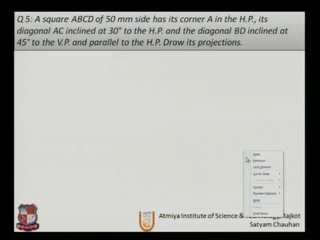 Q 5: A square ABCD of 50 mm side has its corner A in the H.P., its
diagonal AC inclined at 30° to the H.P. and the diagonal BD inclined at
45° to the V.P. and parallel to the H.P. Draw its projections.
Atmiya Institute of Science & Rajkot
Satyam Chauhan